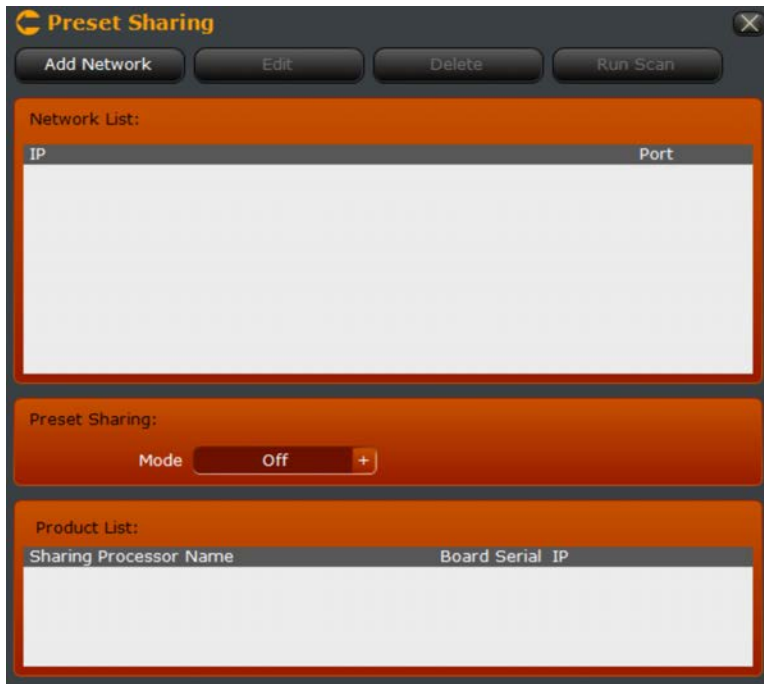 Preset Sharing
Add Network Edit Delete Run Scan
Network List:
IP Port
Preset Sharing:
Mode Off +
Product List:
Sharing Processor Name Board Serial IP